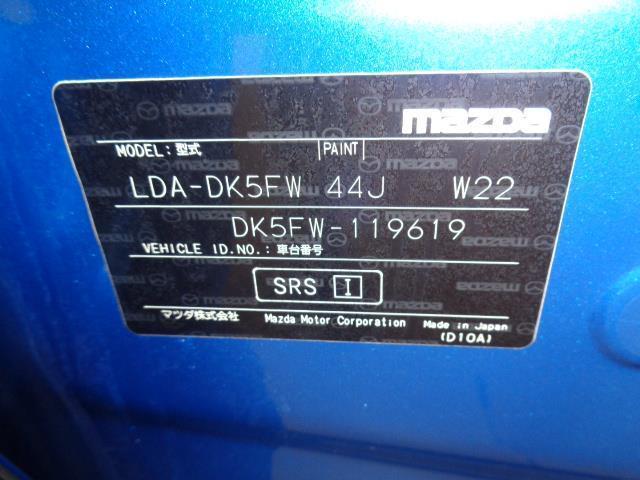 mazda
MODEL: 型式 PAINT
LDA-DK5FW 44J W22
DK5FW-119619
VEHICLE ID.NO.: 車台番号
SRS I
マツダ株式会社 Mazda Motor Corporation Made in Japan
(D10A)